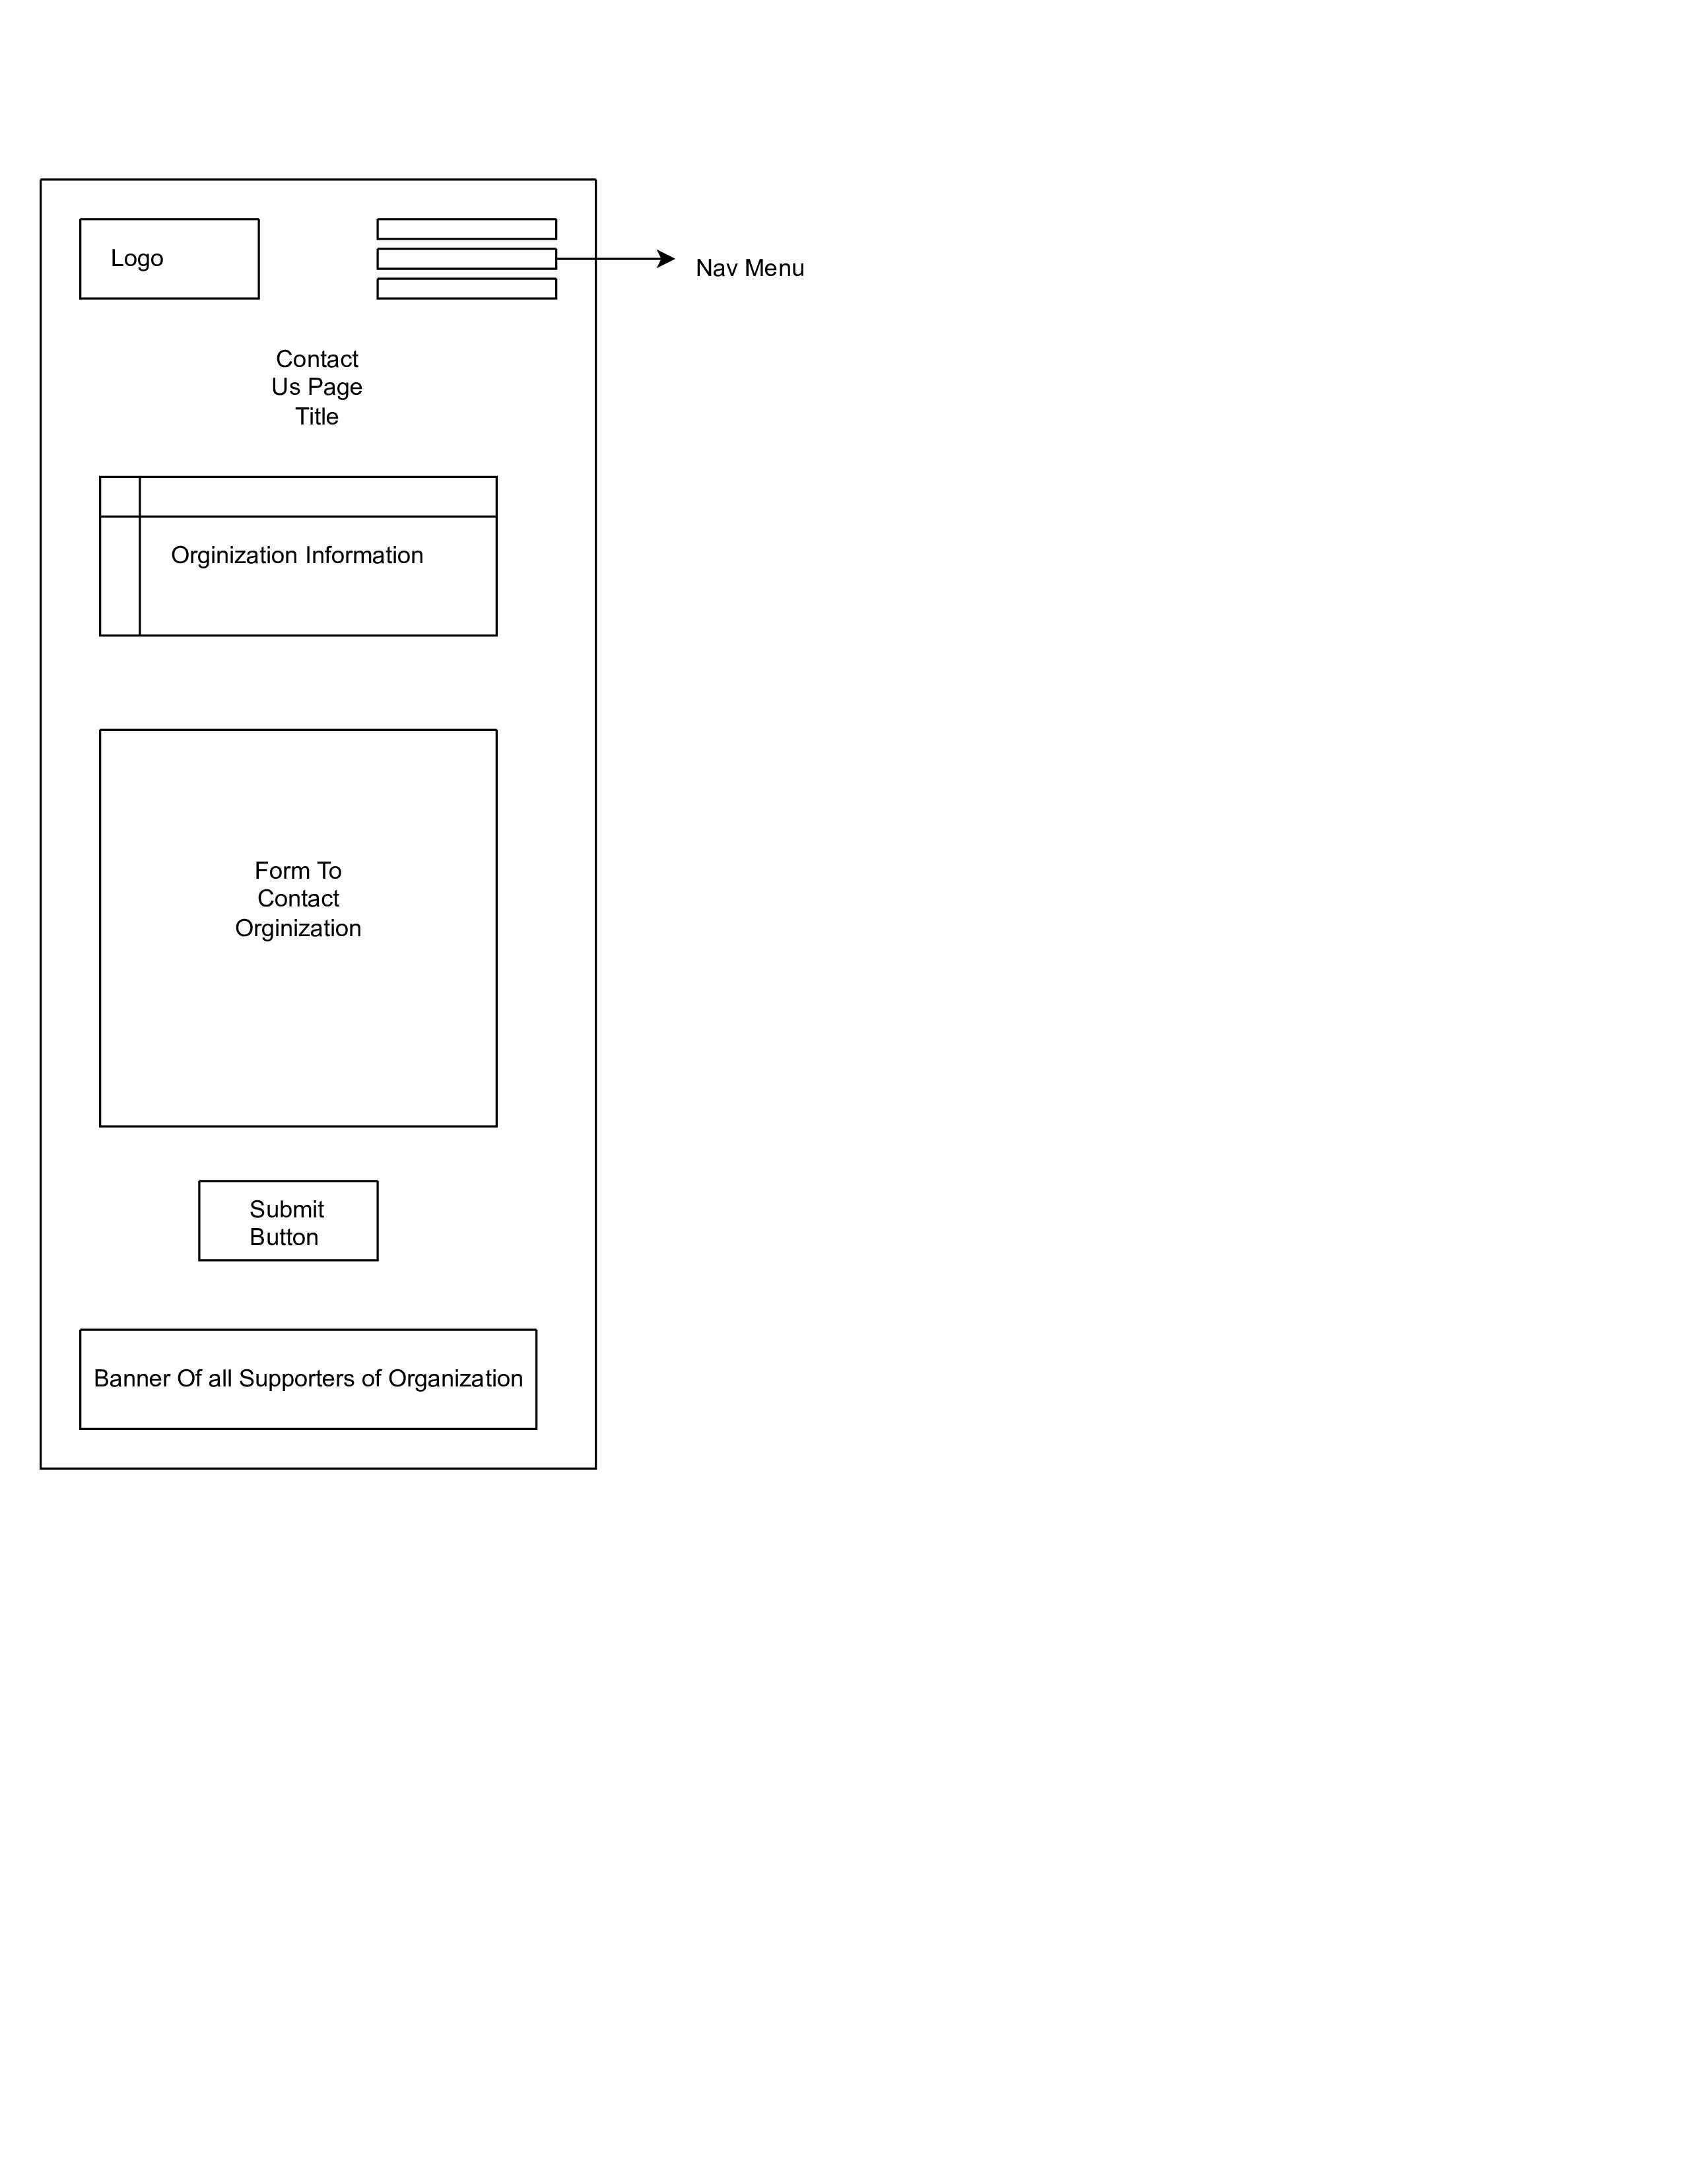 Logo
Nav Menu
Contact
Us Page
Title
Orginization Information
Form To
Contact
Orginization
Submit
Button
Banner Of all Supporters of Organization